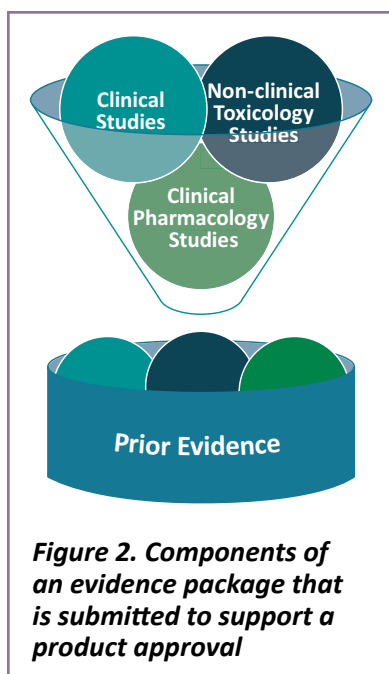 Clinical
Studies
Non-clinical
Toxicology
Studies
Clinical
Pharmacology
Studies
Prior Evidence
Figure 2. Components of
an evidence package that
is submitted to support a
product approval